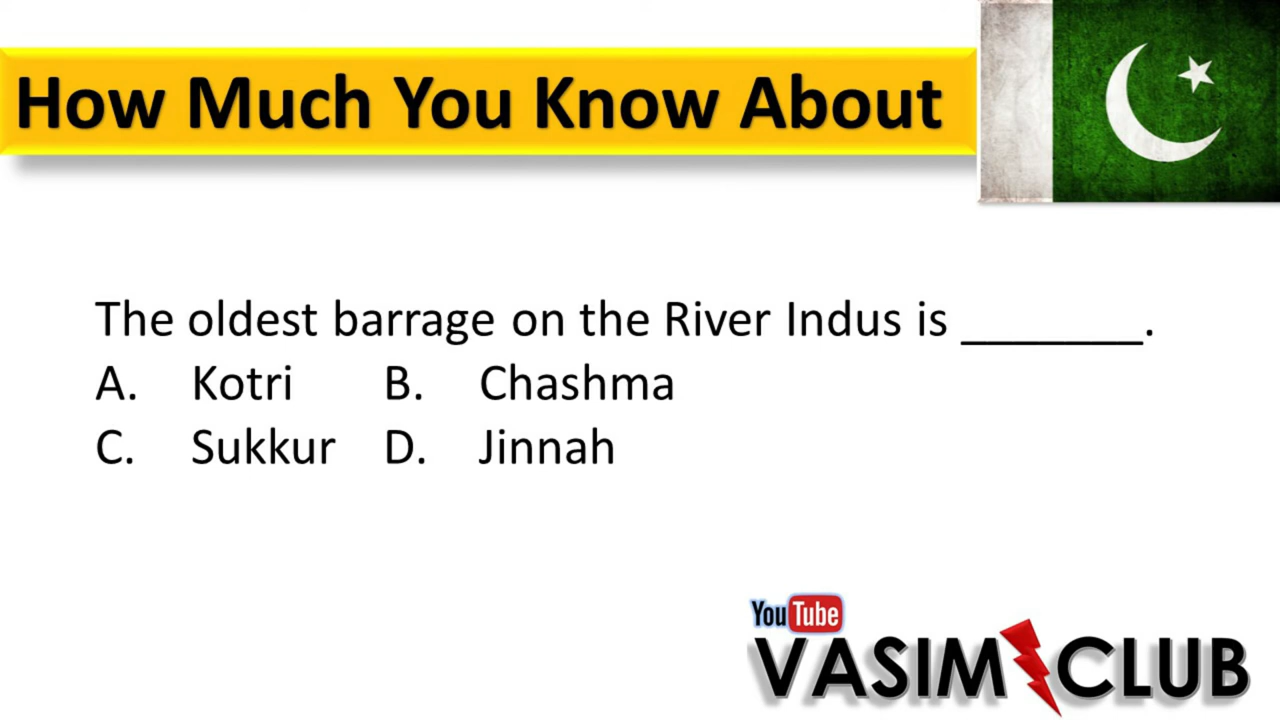 How Much You Know About
The oldest barrage on the River Indus is _______.
A. Kotri B. Chashma
C. Sukkur D. Jinnah
YouTube
VASIM CLUB